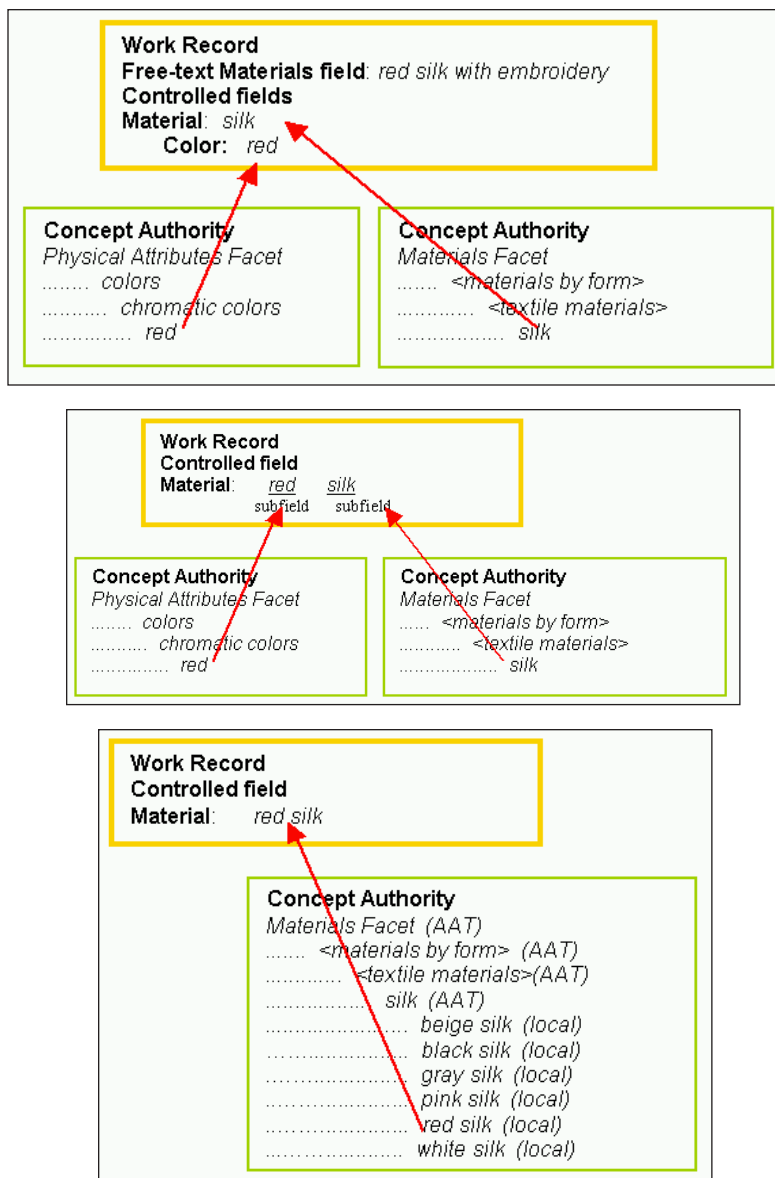 Work Record
Free-text Materials field: red silk with embroidery
Controlled fields
Material: silk
Color: red
Concept Authority
Physical Attributes Facet
........ colors
........... chromatic colors
............... red
Concept Authority
Materials Facet
....... <materials by form>
............. <textile materials>
.................. silk
Work Record
Controlled field
Material: red silk
subfield subfield
Concept Authority
Physical Attributes Facet
........ colors
........... chromatic colors
............... red
Concept Authority
Materials Facet
...... <materials by form>
............ <textile materials>
................... silk
Work Record
Controlled field
Material: red silk
Concept Authority
Materials Facet (AAT)
....... <materials by form> (AAT)
............. <textile materials>(AAT)
.................. silk (AAT)
......................... beige silk (local)
......................... black silk (local)
......................... gray silk (local)
......................... pink silk (local)
......................... red silk (local)
........................ white silk (local)